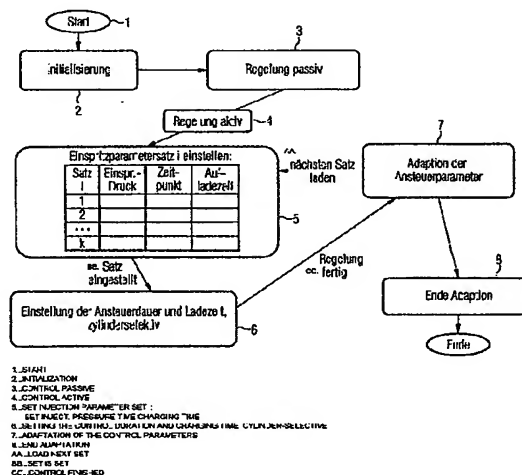 Start
1
Initialisierung
2
3
Regelung passiv
Regelung aktiv
4
Einspritzparametersatz i einstellen:
Satz i
Einspr.-Druck
Zeit-punkt
Auf-ladezeit
1
2
...
k
5
AA.
nächsten Satz
laden
7
Adaption der
Ansteuerparameter
Satz
eingestellt
Regelung
cc. fertig
Einstellung der Ansteuerdauer und Ladezeit,
zylinderselektiv
6
8
Ende Adaption
Ende
1...START
2...INITIALIZATION
3...CONTROL PASSIVE
4...CONTROL ACTIVE
5...SET INJECTION PARAMETER SET :
SET INJECT. PRESSURE TIME CHARGING TIME
6...SETTING THE CONTROL DURATION AND CHARGING TIME, CYLINDER-SELECTIVE
7...ADAPTATION OF THE CONTROL PARAMETERS
8...END ADAPTATION
AA...LOAD NEXT SET
BB...SET IS SET
CC...CONTROL FINISHED